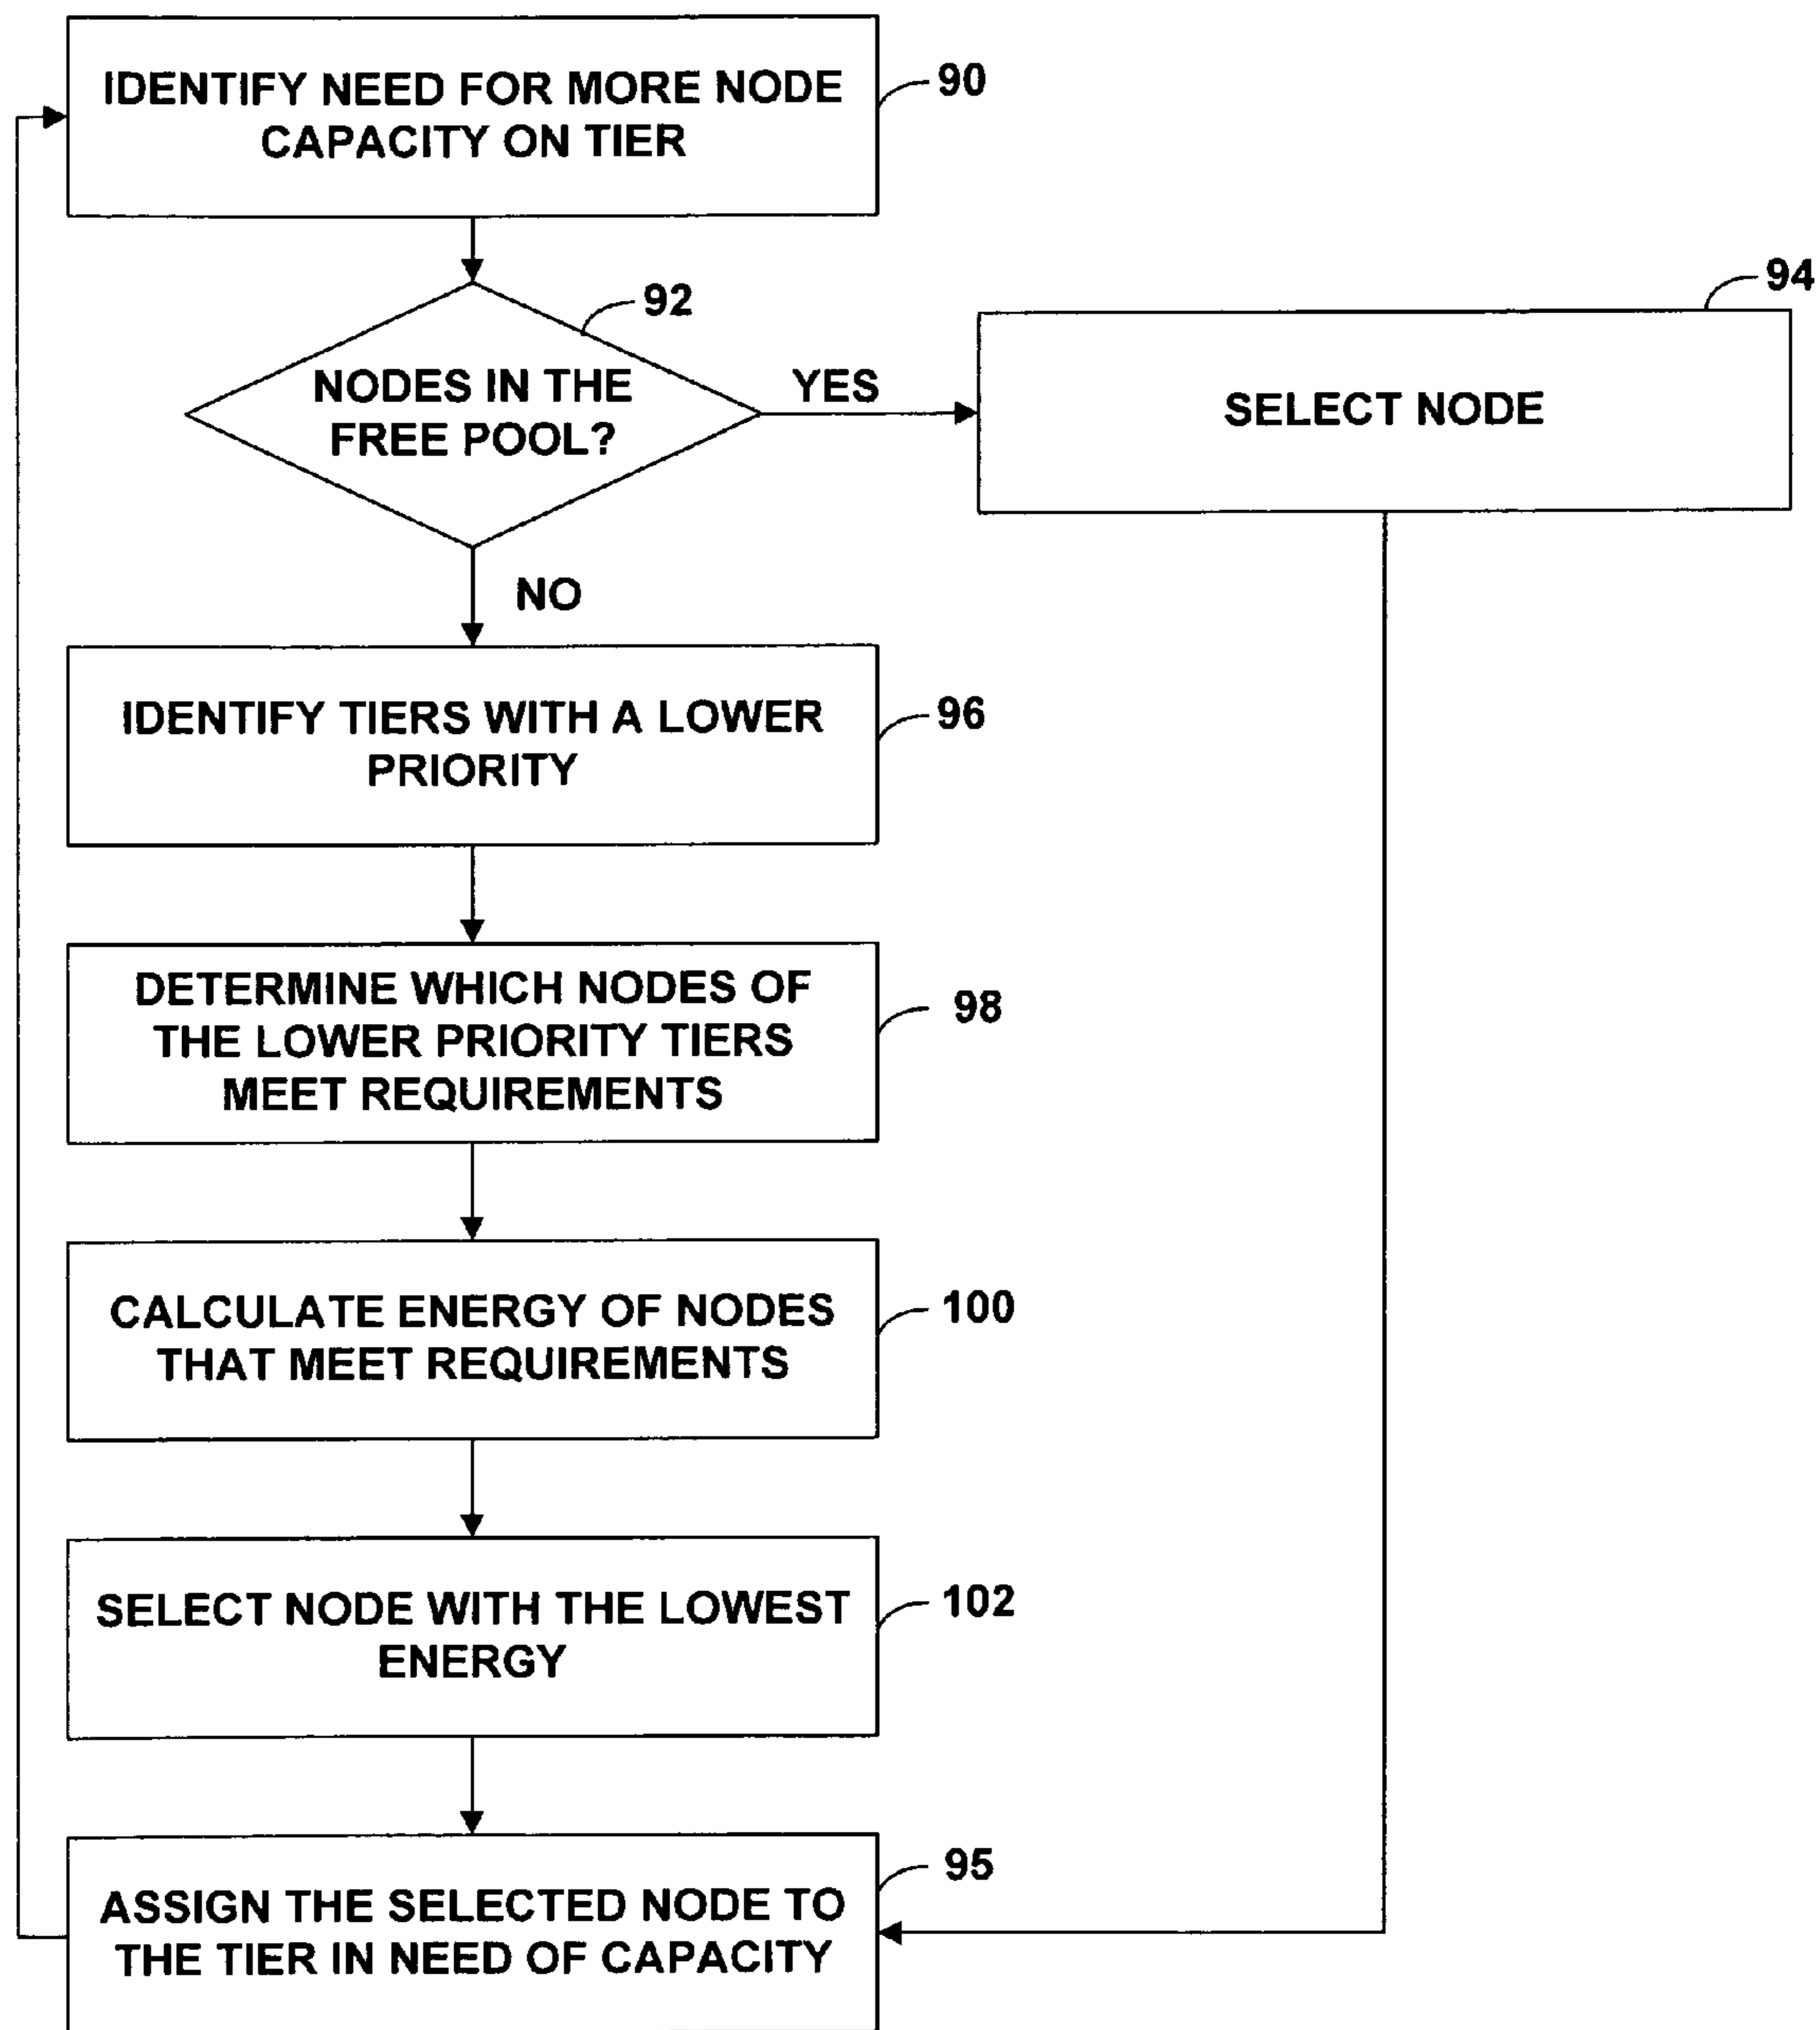 IDENTIFY NEED FOR MORE NODE
CAPACITY ON TIER
90
92
NODES IN THE
FREE POOL?
YES
94
SELECT NODE
NO
IDENTIFY TIERS WITH A LOWER
PRIORITY
96
DETERMINE WHICH NODES OF
THE LOWER PRIORITY TIERS
MEET REQUIREMENTS
98
CALCULATE ENERGY OF NODES
THAT MEET REQUIREMENTS
100
SELECT NODE WITH THE LOWEST
ENERGY
102
ASSIGN THE SELECTED NODE TO
THE TIER IN NEED OF CAPACITY
95